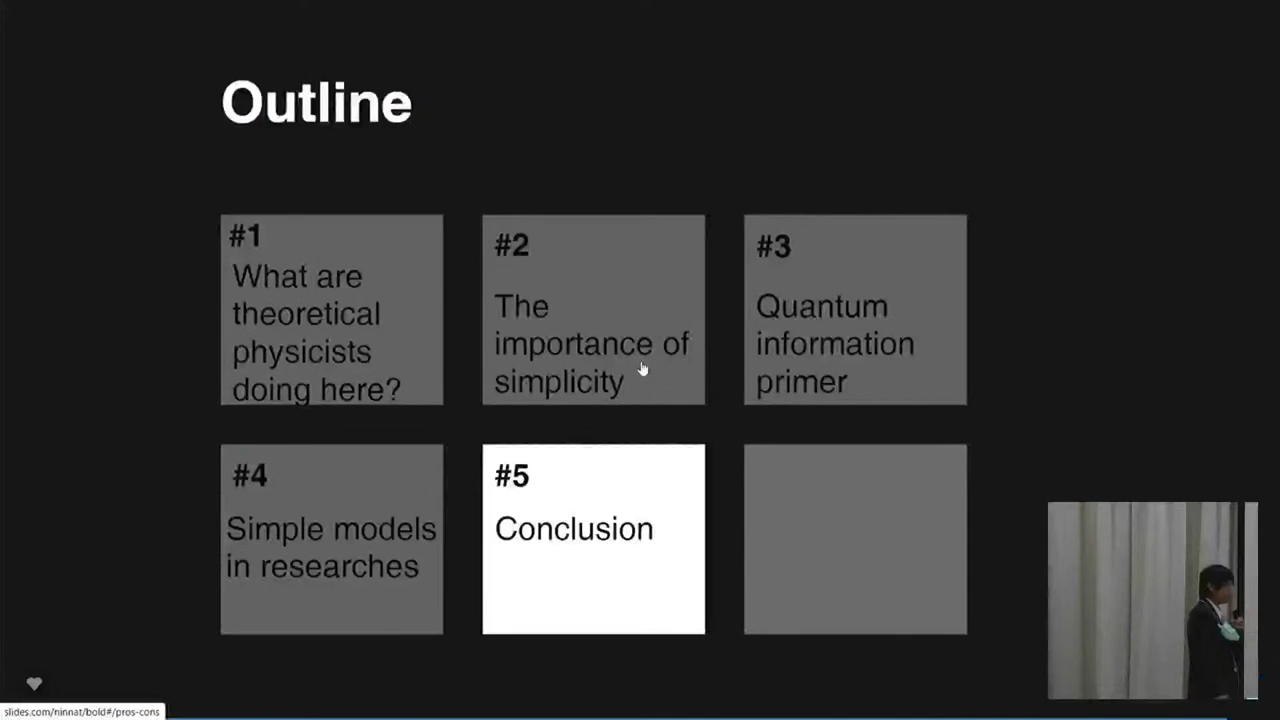 Outline
#1
What are
theoretical
physicists
doing here?
#2
The
importance of
simplicity
#3
Quantum
information
primer
#4
Simple models
in researches
#5
Conclusion
slides.com/ninnat/bold#/pros-cons